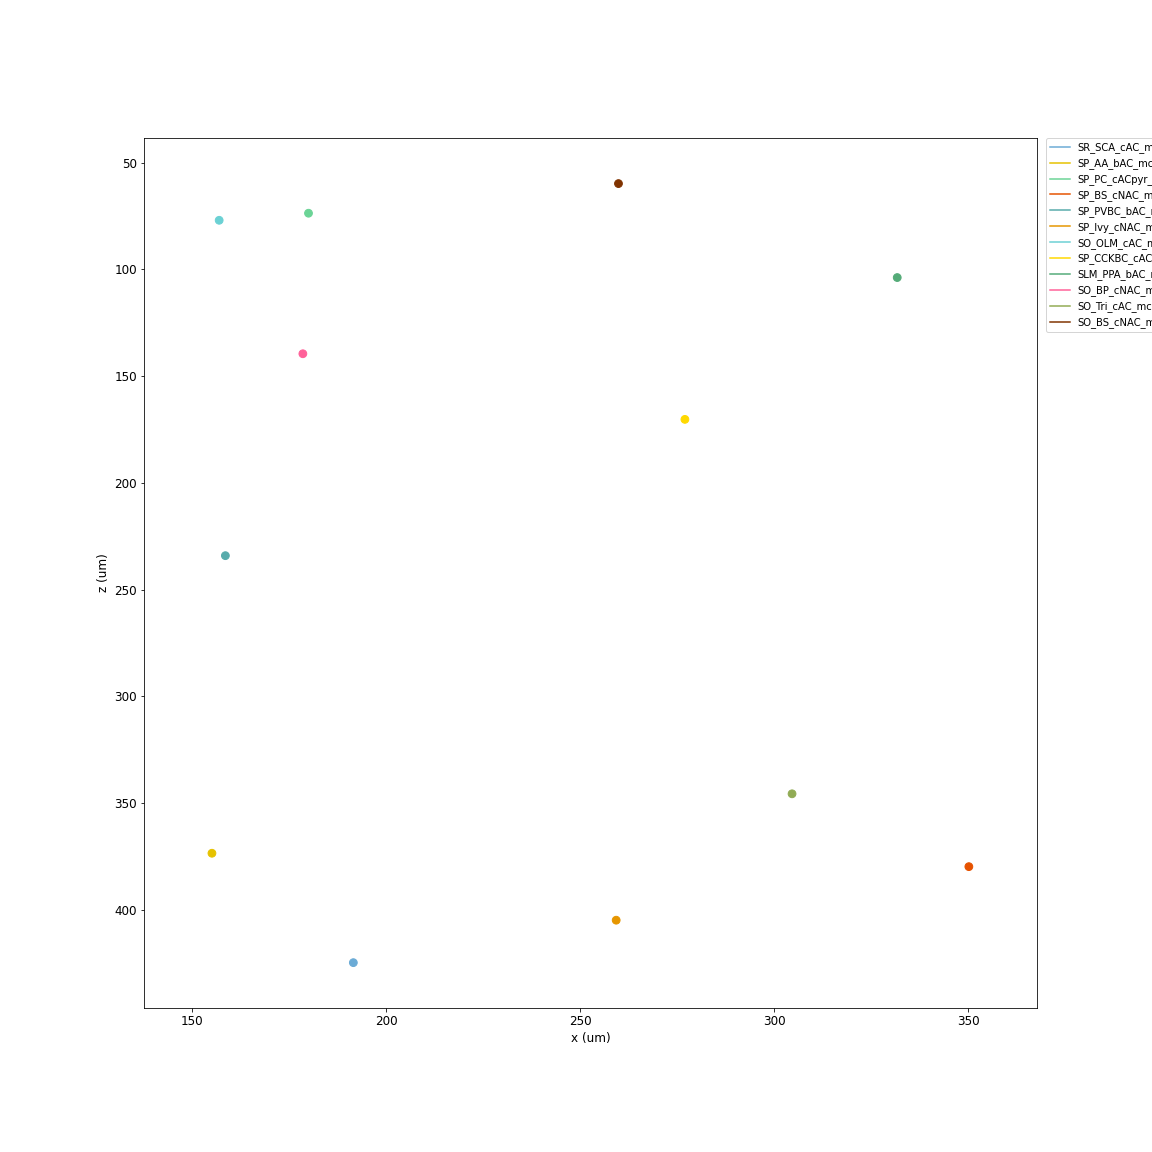 50
100
150
200
250
300
350
400
z (um)
150
200
250
300
350
x (um)
SR_SCA_cAC_m
SP_AA_bAC_mc
SP_PC_cACpyr_
SP_BS_cNAC_m
SP_PVBC_bAC_
SP_Ivy_cNAC_m
SO_OLM_cAC_m
SP_CCKBC_cAC
SLM_PPA_bAC_
SO_BP_cNAC_m
SO_Tri_cAC_mc
SO_BS_cNAC_m